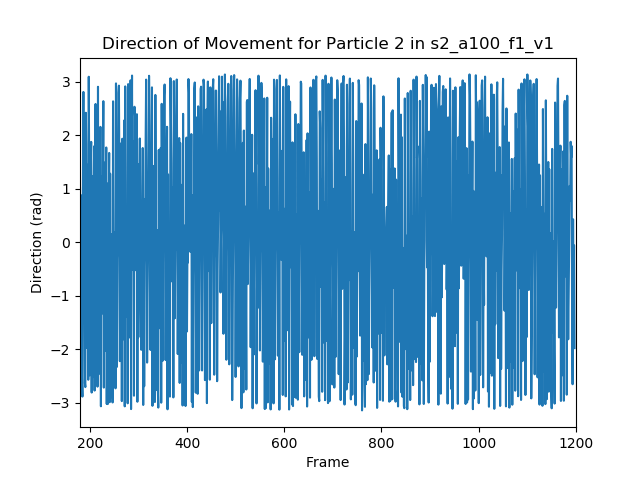 Direction of Movement for Particle 2 in s2_a100_f1_v1
3
2
1
0
−1
−2
−3
Direction (rad)
200 400 600 800 1000 1200
Frame